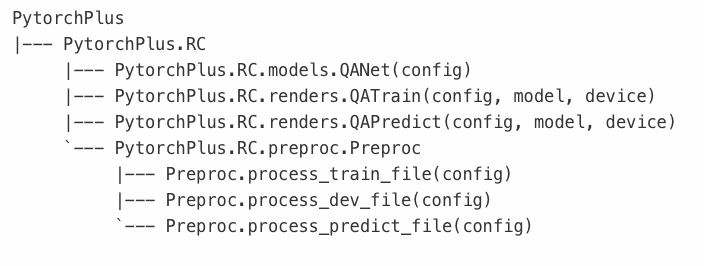 PytorchPlus
|--- PytorchPlus.RC
     |--- PytorchPlus.RC.models.QANet(config)
     |--- PytorchPlus.RC.renders.QATrain(config, model, device)
     |--- PytorchPlus.RC.renders.QAPredict(config, model, device)
     `--- PytorchPlus.RC.preproc.Preproc
          |--- Preproc.process_train_file(config)
          |--- Preproc.process_dev_file(config)
          `--- Preproc.process_predict_file(config)